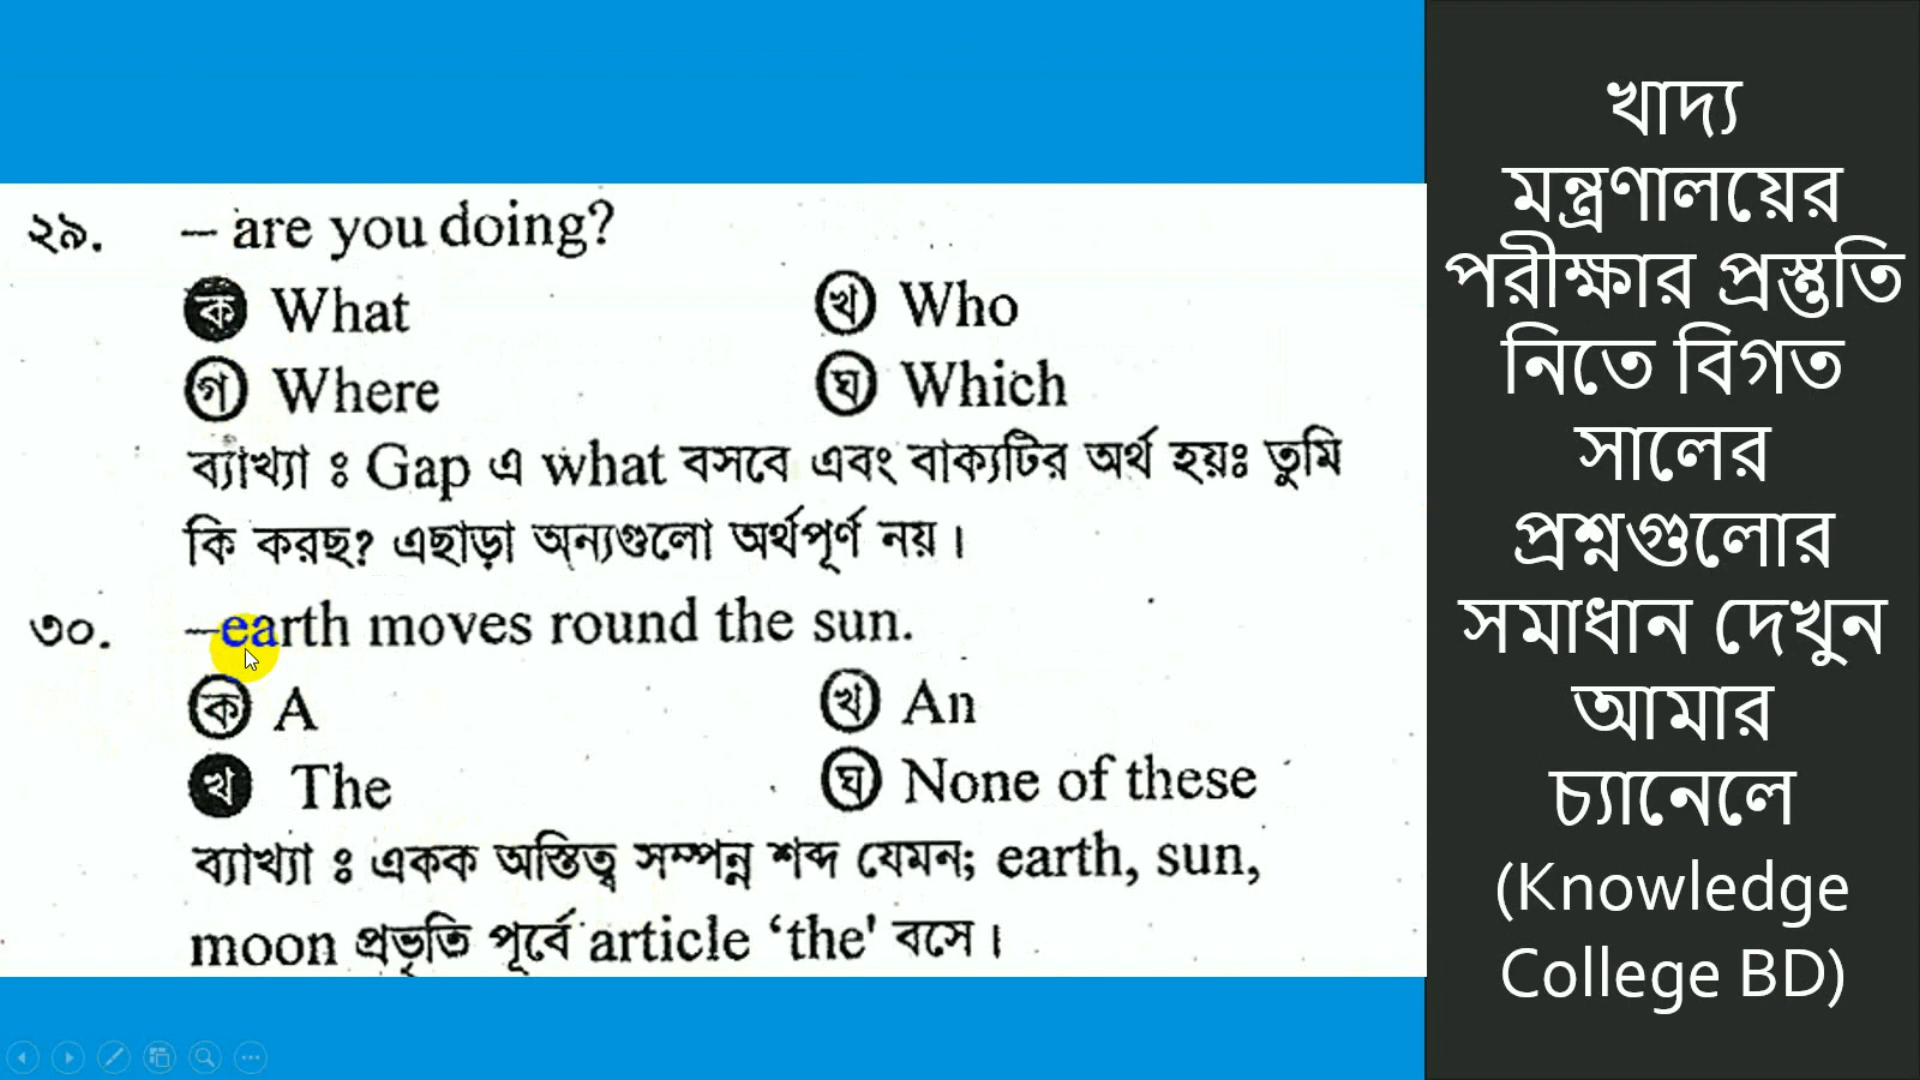 ২৯. – are you doing?
ক What খ Who
গ Where ঘ Which
ব্যাখ্যা ঃ Gap এ what বসবে এবং বাক্যটির অর্থ হয়ঃ তুমি
কি করছ? এছাড়া অন্যগুলো অর্থপূর্ণ নয়।
৩০. –earth moves round the sun.
ক A খ An
খ The ঘ None of these
ব্যাখ্যা ঃ একক অস্তিত্ব সম্পন্ন শব্দ যেমন; earth, sun,
moon প্রভৃতি পূর্বে article ‘the' বসে।
খাদ্য
মন্ত্রণালয়ের
পরীক্ষার প্রস্তুতি
নিতে বিগত
সালের
প্রশ্নগুলোর
সমাধান দেখুন
আমার
চ্যানেলে
(Knowledge
College BD)